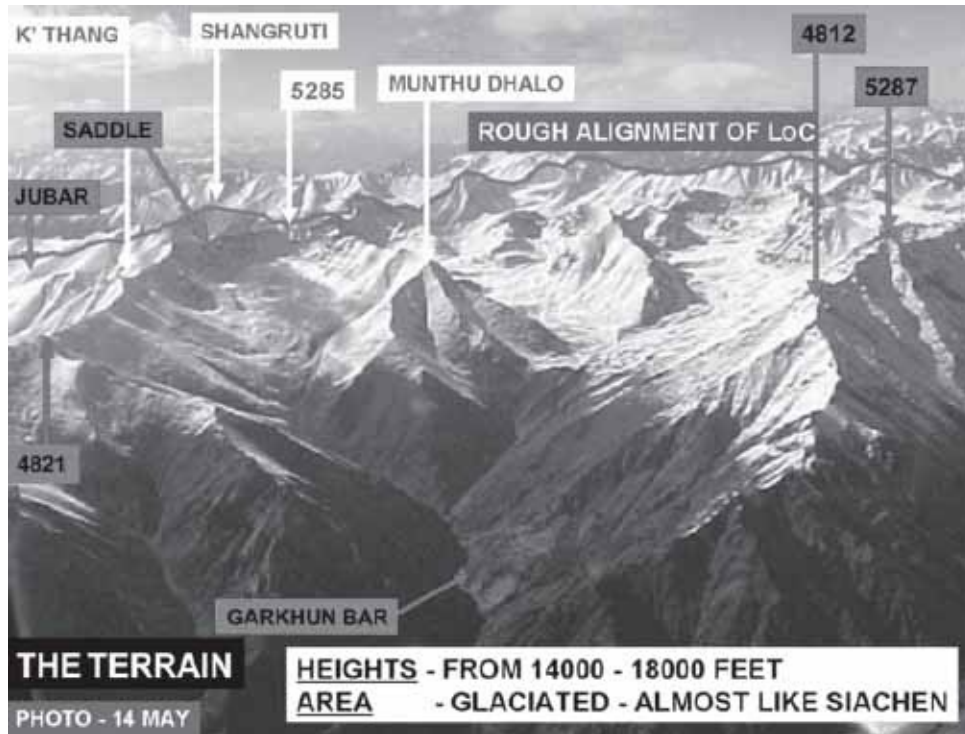 K' THANG
SHANGRUTI
4812
5285
MUNTHU DHALO
5287
SADDLE
ROUGH ALIGNMENT OF LoC
JUBAR
4821
GARKHUN BAR
THE TERRAIN
PHOTO - 14 MAY
HEIGHTS - FROM 14000 - 18000 FEET
AREA - GLACIATED - ALMOST LIKE SIACHEN